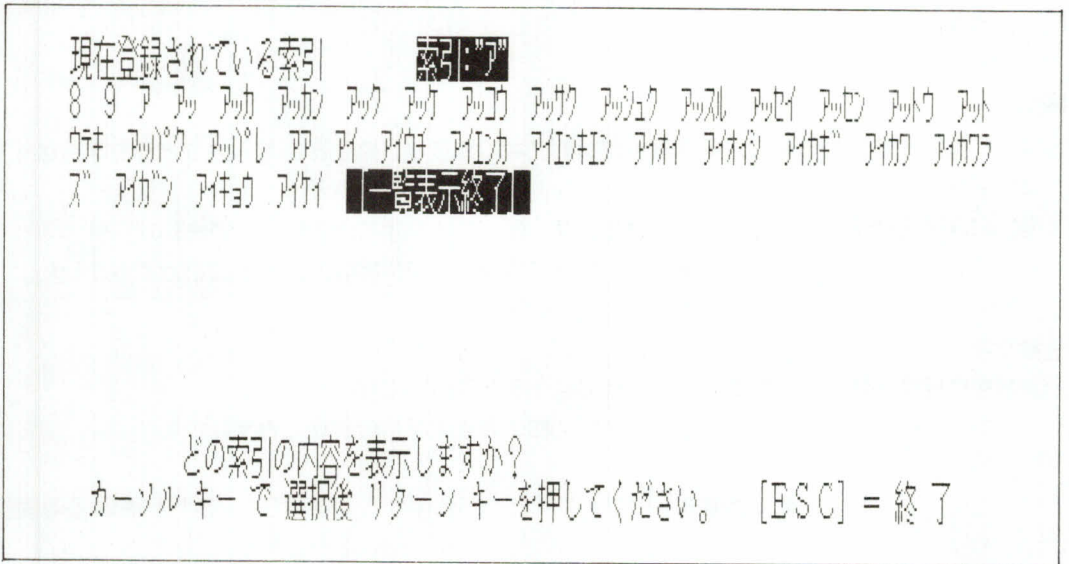 現在登録されている索引 索引:"ア"
8 9 ア アッ アッカ アッカン アック アッケ アッコウ アッサク アッシュク アッスル アッセイ アッセン アットウ アット
ウテキ アッパク アッパレ アア アイ アイウチ アイエンカ アイエンキエン アイオイ アイオイシ アイカギ アイカワ アイカワラ
ズ アイガン アイキョウ アイケイ [一覧表示終了]
どの索引の内容を表示しますか?
カーソル キー で 選択後 リターン キーを押してください。 [ESC] = 終 了